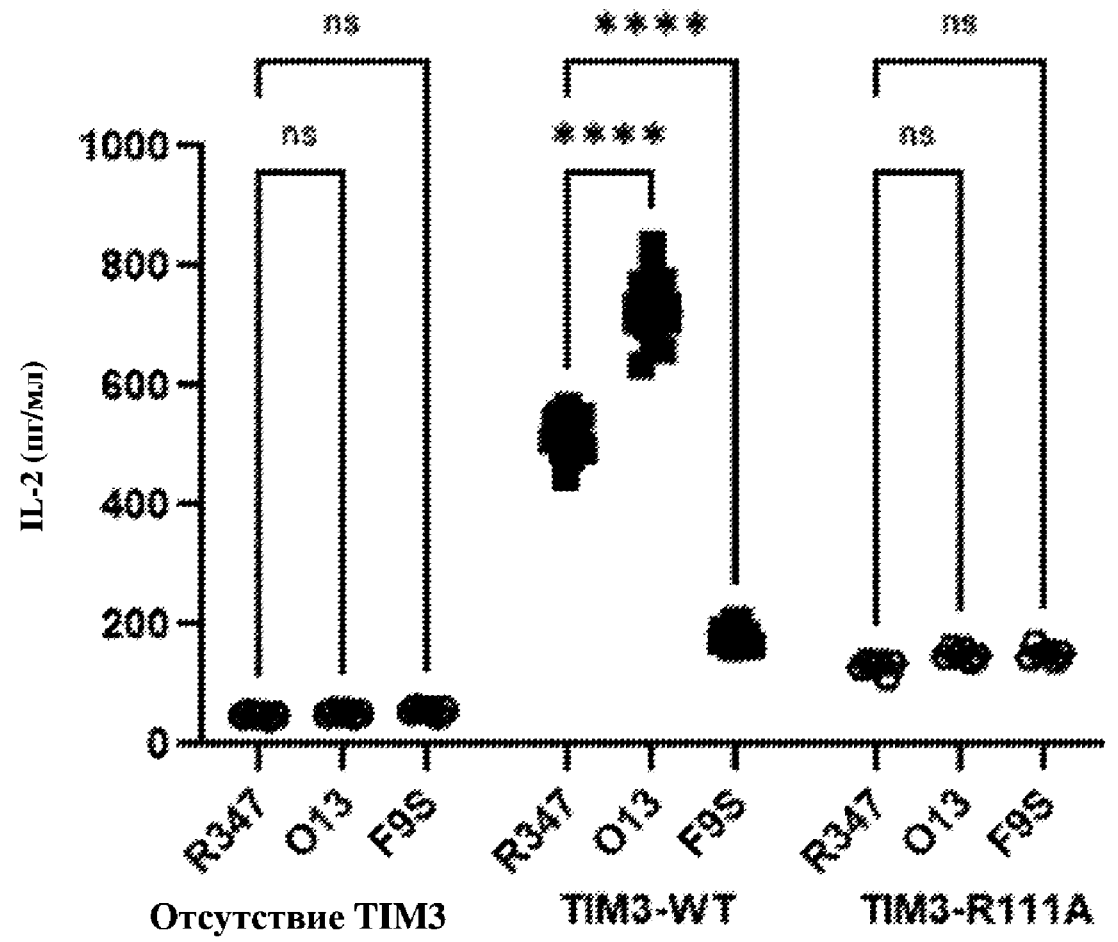 ns
****
ns
ns
****
ns
1000
800
600
400
200
0
IL-2 (пг/мл)
R347
O13
F9S
R347
O13
F9S
R347
O13
F9S
Отсутствие TIM3
TIM3-WT
TIM3-R111A